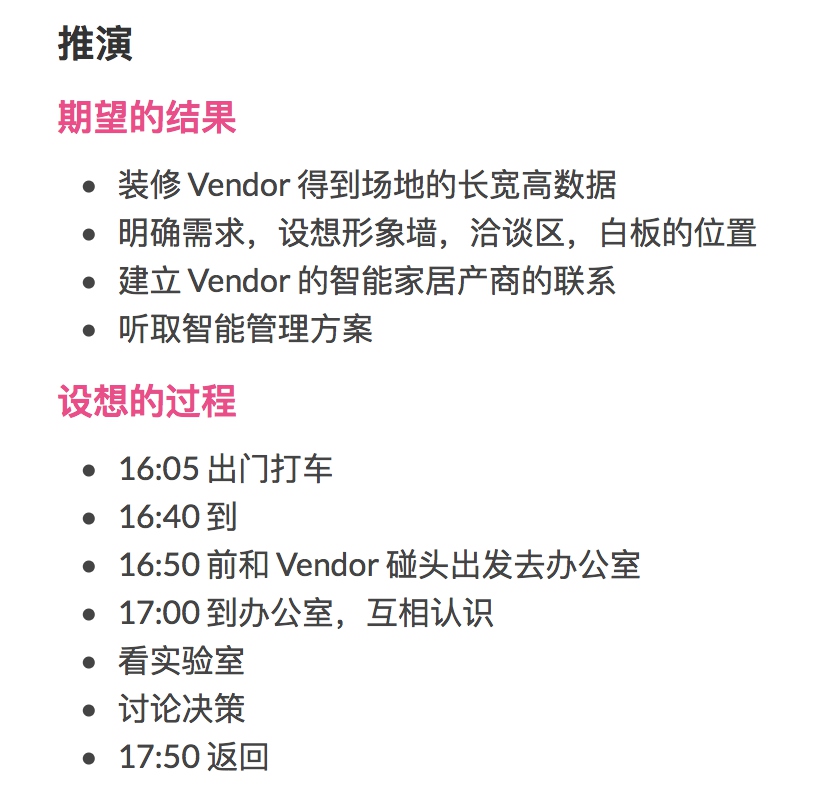 推演
期望的结果
装修 Vendor 得到场地的长宽高数据
明确需求，设想形象墙，洽谈区，白板的位置
建立 Vendor 的智能家居产商的联系
听取智能管理方案
设想的过程
16:05 出门打车
16:40 到
16:50 前和 Vendor 碰头出发去办公室
17:00 到办公室，互相认识
看实验室
讨论决策
17:50 返回